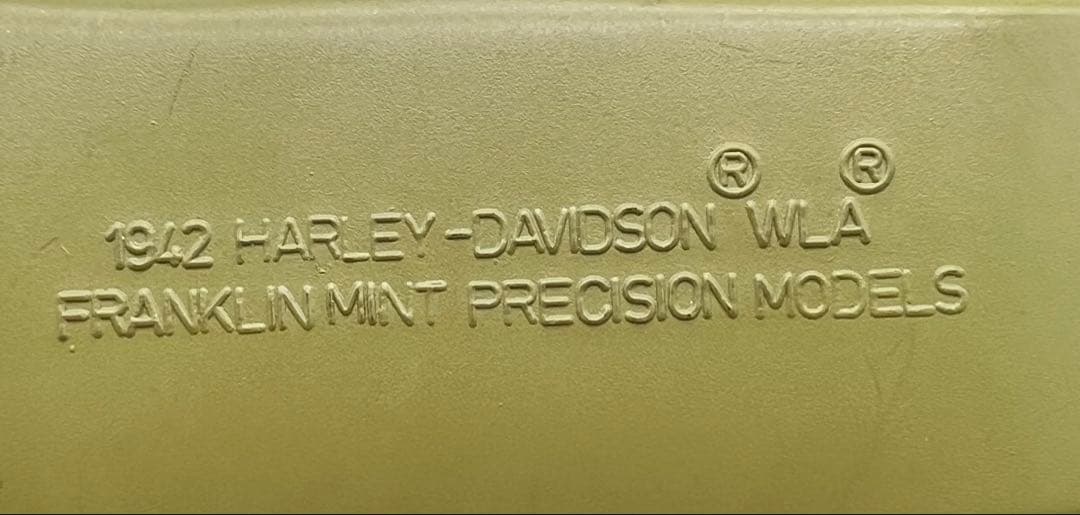 1942 HARLEY-DAVIDSON® WLA®
FRANKLIN MINT PRECISION MODELS